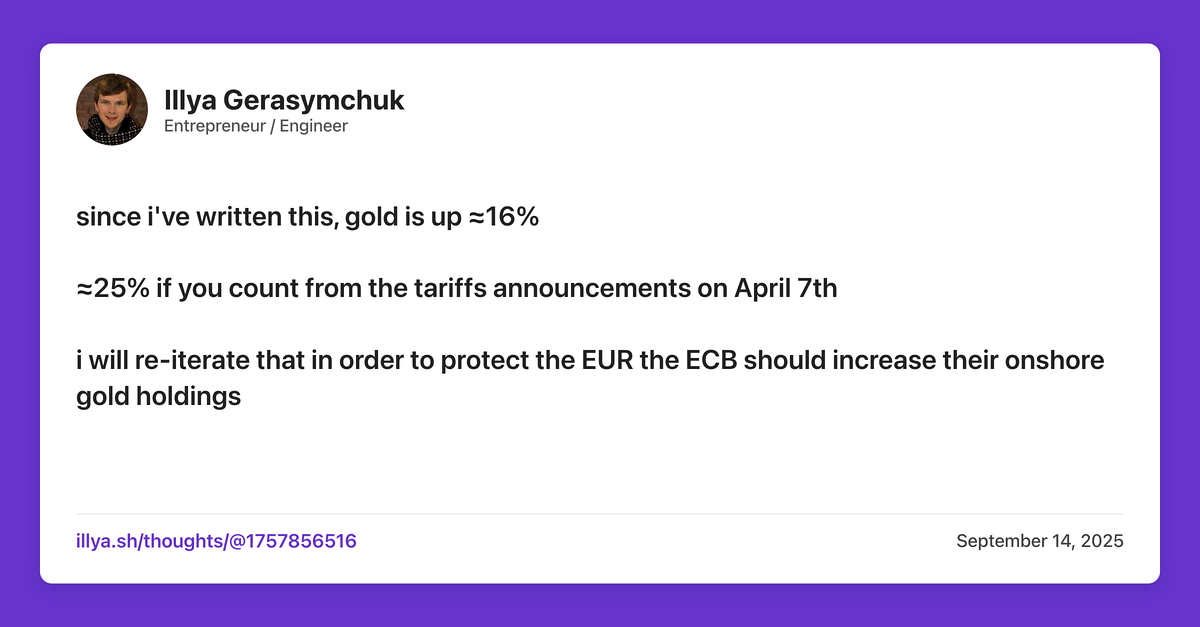 Illya Gerasymchuk
Entrepreneur / Engineer
since i've written this, gold is up ≈16%
≈25% if you count from the tariffs announcements on April 7th
i will re-iterate that in order to protect the EUR the ECB should increase their onshore
gold holdings
illya.sh/thoughts/@1757856516
September 14, 2025